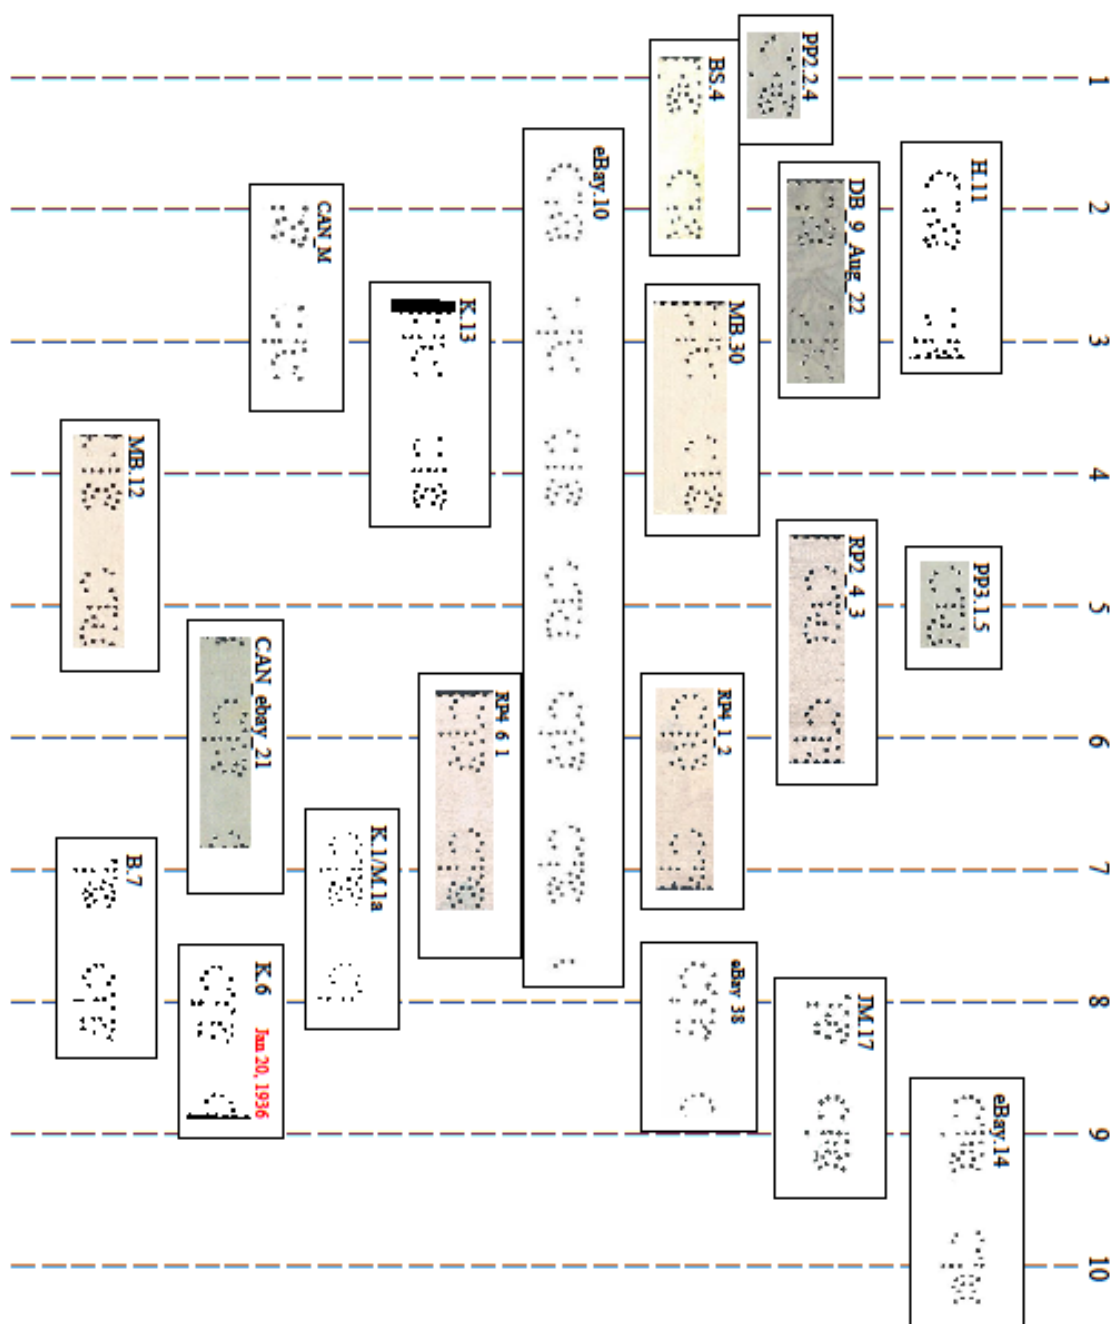 1
2
3
4
5
6
7
8
9
10
H.11
PP3.1.5
eBay.14
PP2.2.4
DB_9_Aug_22
RP2_4_3
JM.17
BS.4
MB.30
RP4_1_2
eBay_38
eBay.10
K.13
RP4_6_1
CAN_M
K.1/M.1a
CAN_ebay_21
K.6
Jan 20, 1936
MB.12
B.7